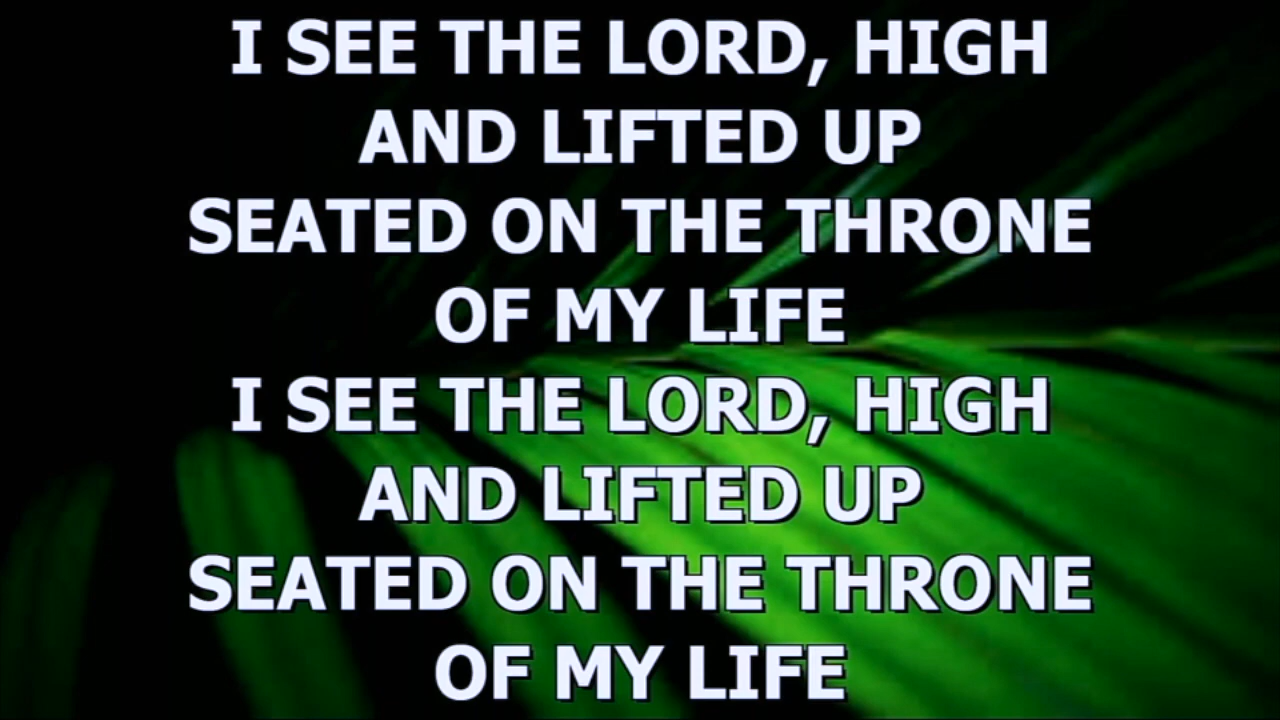 I SEE THE LORD, HIGH
AND LIFTED UP
SEATED ON THE THRONE
OF MY LIFE
I SEE THE LORD, HIGH
AND LIFTED UP
SEATED ON THE THRONE
OF MY LIFE